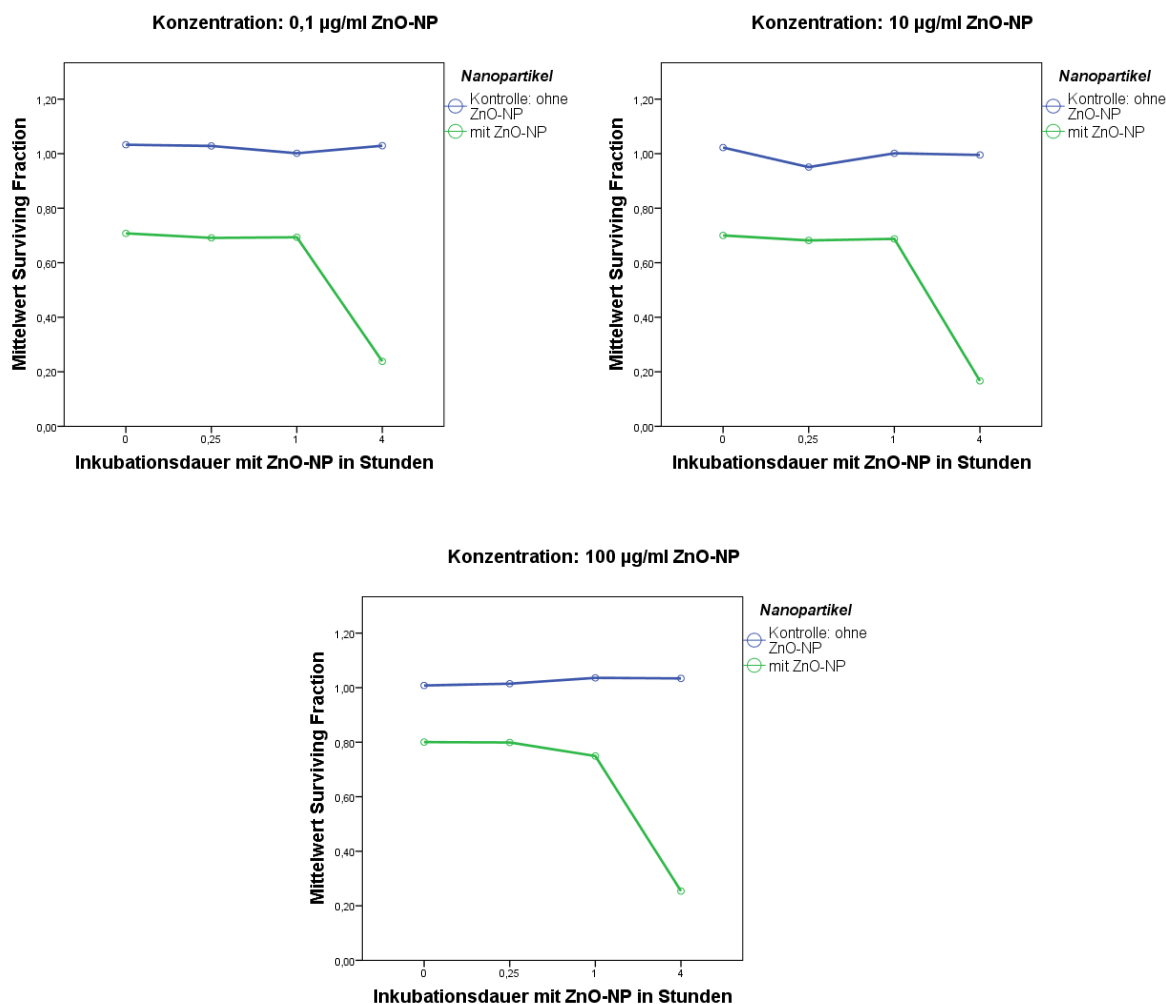 Konzentration: 0,1 µg/ml ZnO-NP
Mittelwert Surviving Fraction
1,20
1,00
0,80
0,60
0,40
0,20
0,00
0
0,25
1
4
Inkubationsdauer mit ZnO-NP in Stunden
Nanopartikel
Kontrolle: ohne
ZnO-NP
mit ZnO-NP
Konzentration: 10 µg/ml ZnO-NP
Mittelwert Surviving Fraction
1,20
1,00
0,80
0,60
0,40
0,20
0,00
0
0,25
1
4
Inkubationsdauer mit ZnO-NP in Stunden
Nanopartikel
Kontrolle: ohne
ZnO-NP
mit ZnO-NP
Konzentration: 100 µg/ml ZnO-NP
Mittelwert Surviving Fraction
1,20
1,00
0,80
0,60
0,40
0,20
0,00
0
0,25
1
4
Inkubationsdauer mit ZnO-NP in Stunden
Nanopartikel
Kontrolle: ohne
ZnO-NP
mit ZnO-NP